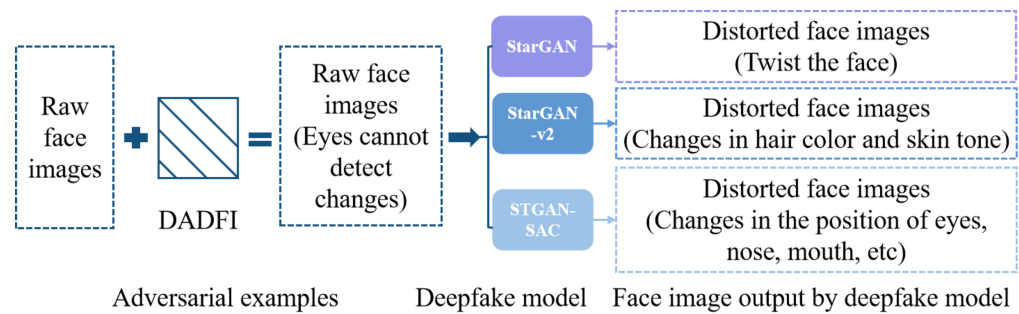 Raw
face
images
DADFI
Raw face
images
(Eyes cannot
detect
changes)
StarGAN
StarGAN
-v2
STGAN-
SAC
Distorted face images
(Twist the face)
Distorted face images
(Changes in hair color and skin tone)
Distorted face images
(Changes in the position of eyes,
nose, mouth, etc)
Adversarial examples
Deepfake model
Face image output by deepfake model